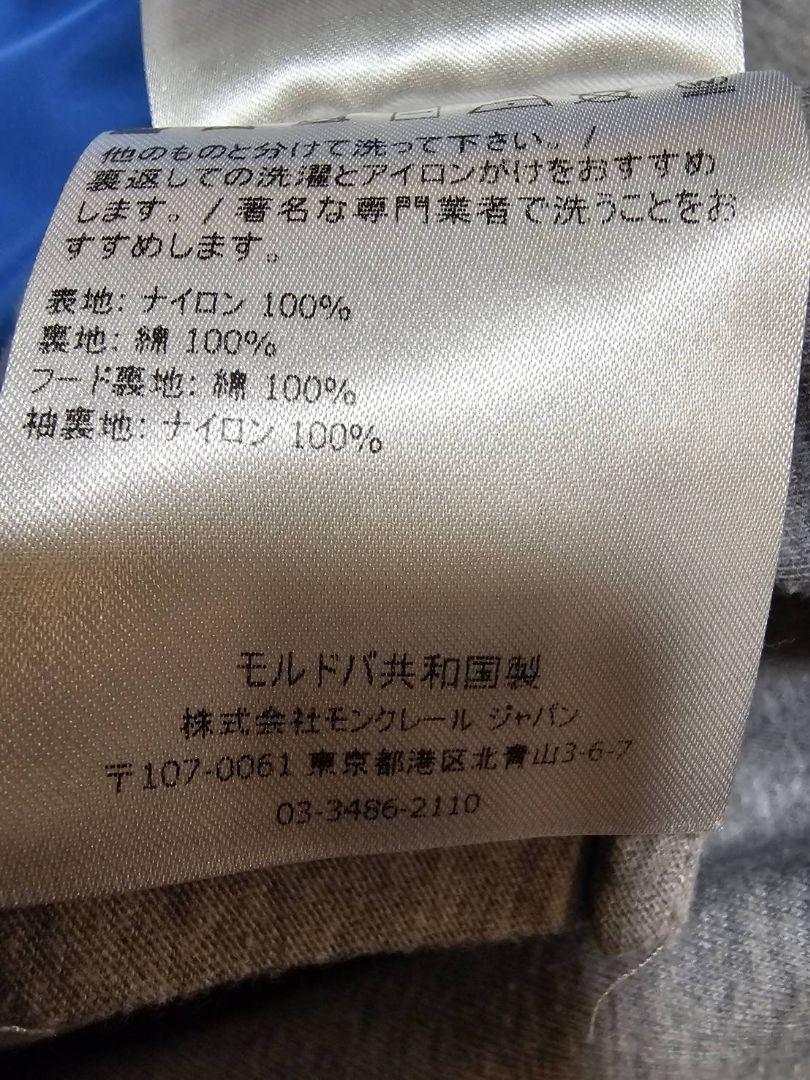 他のものと分けて洗って下さい。/
裏返しての洗濯とアイロンがけをおすすめ
します。/ 著名な専門業者で洗うことをお
すすめします。
表地: ナイロン 100%
裏地: 綿 100%
フード裏地: 綿 100%
袖裏地: ナイロン 100%
モルドバ共和国製
株式会社モンクレール ジャパン
〒107-0061 東京都港区北青山3-6-7
03-3486-2110